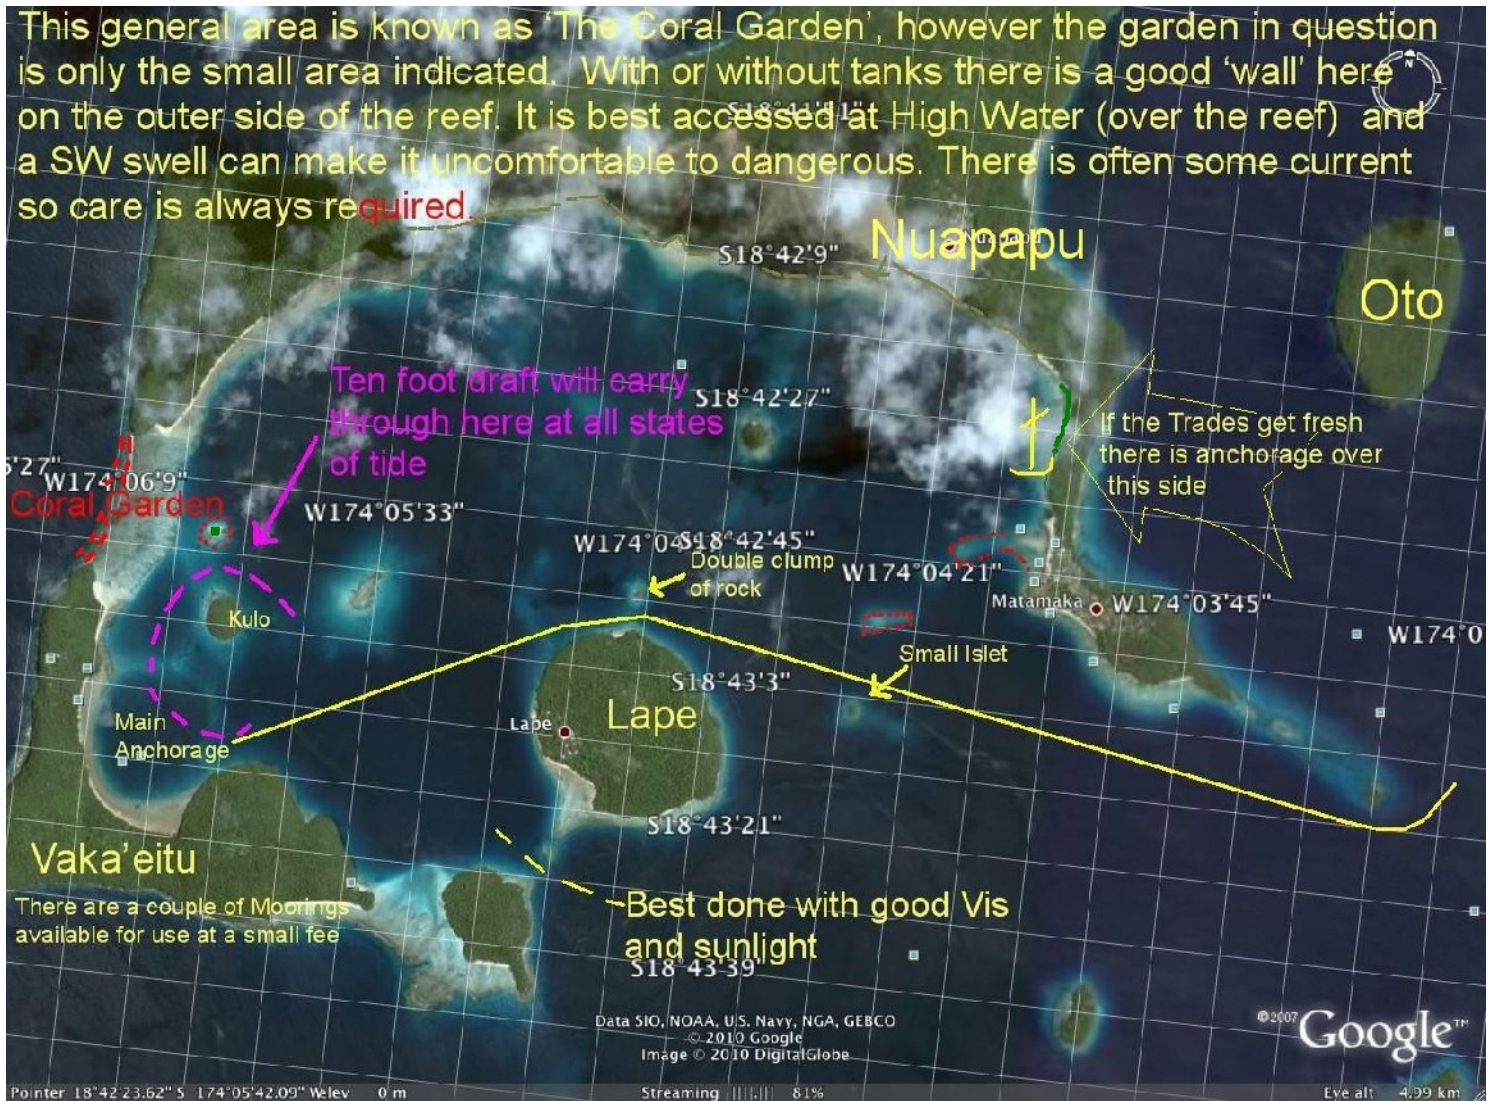 This general area is known as 'The Coral Garden', however the garden in question
is only the small area indicated. With or without tanks there is a good 'wall' here
on the outer side of the reef. It is best accessed at High Water (over the reef) and
a SW swell can make it uncomfortable to dangerous. There is often some current
so care is always required.
N
S18°41'51"
Nuapapu
Nuapapu
S18°42'9"
Oto
Ten foot draft will carry
through here at all states
of tide
S18°42'27"
If the Trades get fresh
there is anchorage over
this side
5'27"
W174°06'9"
Coral Garden
W174°05'33"
S18°42'45"
Double clump
of rock
W174°04'21"
Matamaka
W174°03'45"
Kulo
W174°0
Small Islet
S18°43'3"
Lape
Lape
Main
Anchorage
S18°43'21"
Vaka'eitu
There are a couple of Moorings
available for use at a small fee
Best done with good Vis
and sunlight
S18°43'39"
Data SIO, NOAA, U.S. Navy, NGA, GEBCO
© 2010 Google
Image © 2010 DigitalGlobe
©2007 Google™
Pointer 18°42'23.62" S 174°05'42.09" W elev 0 m
Streaming ||||||| 81%
Eye alt 4.99 km